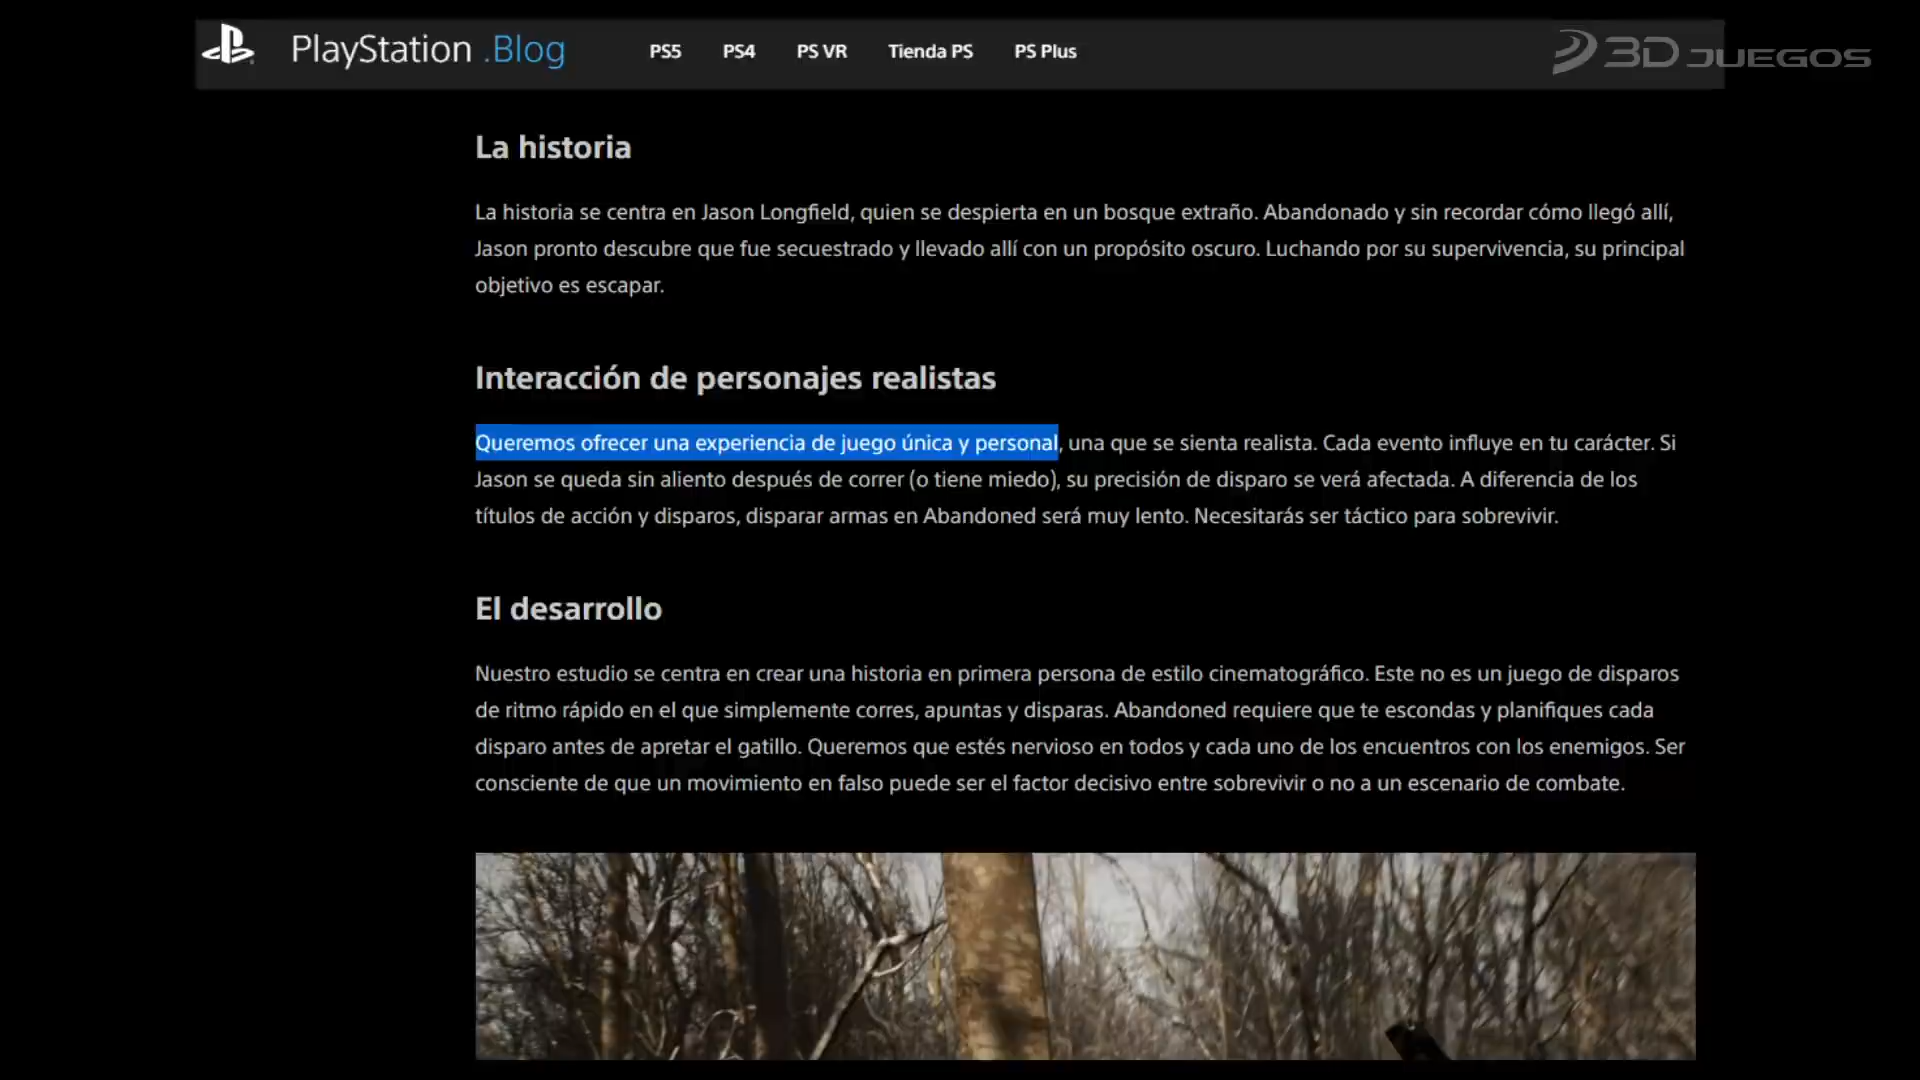 PlayStation .Blog PS5 PS4 PS VR Tienda PS PS Plus
3DJUEGOS
La historia
La historia se centra en Jason Longfield, quien se despierta en un bosque extraño. Abandonado y sin recordar cómo llegó allí,
Jason pronto descubre que fue secuestrado y llevado allí con un propósito oscuro. Luchando por su supervivencia, su principal
objetivo es escapar.
Interacción de personajes realistas
Queremos ofrecer una experiencia de juego única y personal, una que se sienta realista. Cada evento influye en tu carácter. Si
Jason se queda sin aliento después de correr (o tiene miedo), su precisión de disparo se verá afectada. A diferencia de los
títulos de acción y disparos, disparar armas en Abandoned será muy lento. Necesitarás ser táctico para sobrevivir.
El desarrollo
Nuestro estudio se centra en crear una historia en primera persona de estilo cinematográfico. Este no es un juego de disparos
de ritmo rápido en el que simplemente corres, apuntas y disparas. Abandoned requiere que te escondas y planifiques cada
disparo antes de apretar el gatillo. Queremos que estés nervioso en todos y cada uno de los encuentros con los enemigos. Ser
consciente de que un movimiento en falso puede ser el factor decisivo entre sobrevivir o no a un escenario de combate.